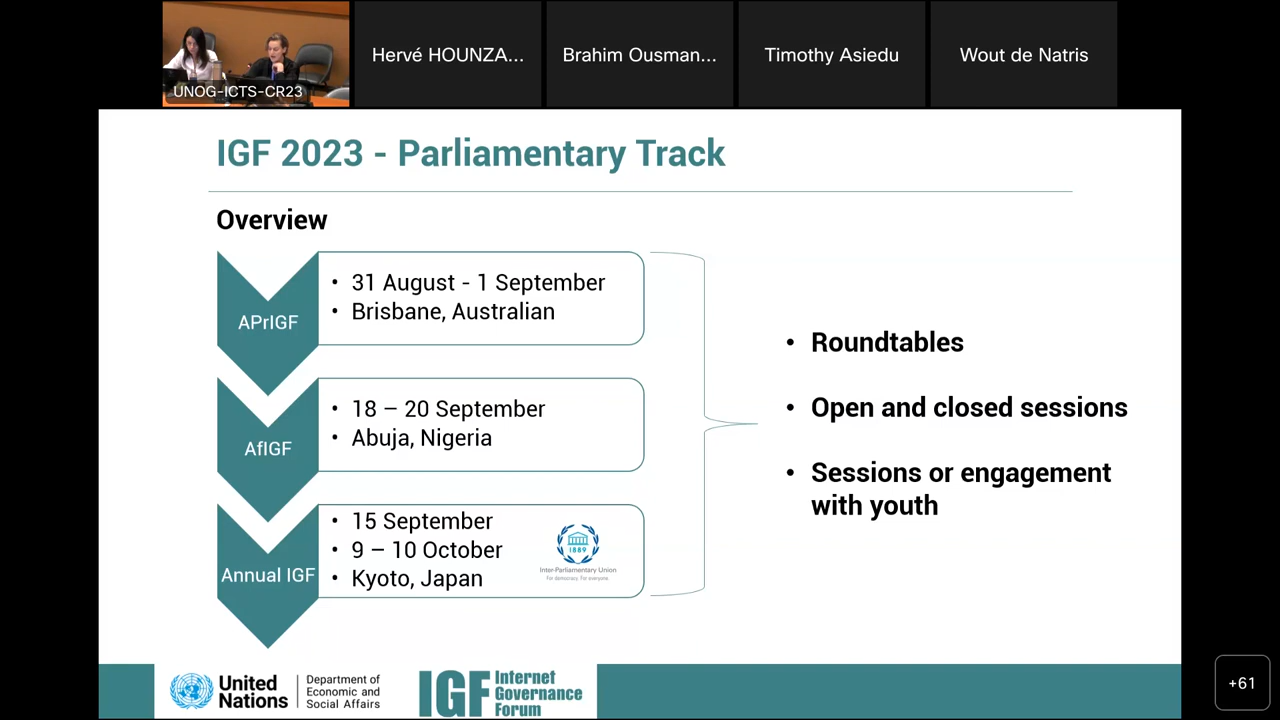 UNOG-ICTS-CR23
Hervé HOUNZA...
Brahim Ousman...
Timothy Asiedu
Wout de Natris
IGF 2023 - Parliamentary Track
Overview
APrIGF
• 31 August - 1 September
• Brisbane, Australian
AfIGF
• 18 – 20 September
• Abuja, Nigeria
Annual IGF
• 15 September
• 9 – 10 October
• Kyoto, Japan
1889
Inter-Parliamentary Union
For democracy. For everyone.
• Roundtables
• Open and closed sessions
• Sessions or engagement
with youth
United
Nations
Department of
Economic and
Social Affairs
IGF
Internet
Governance
Forum
+61